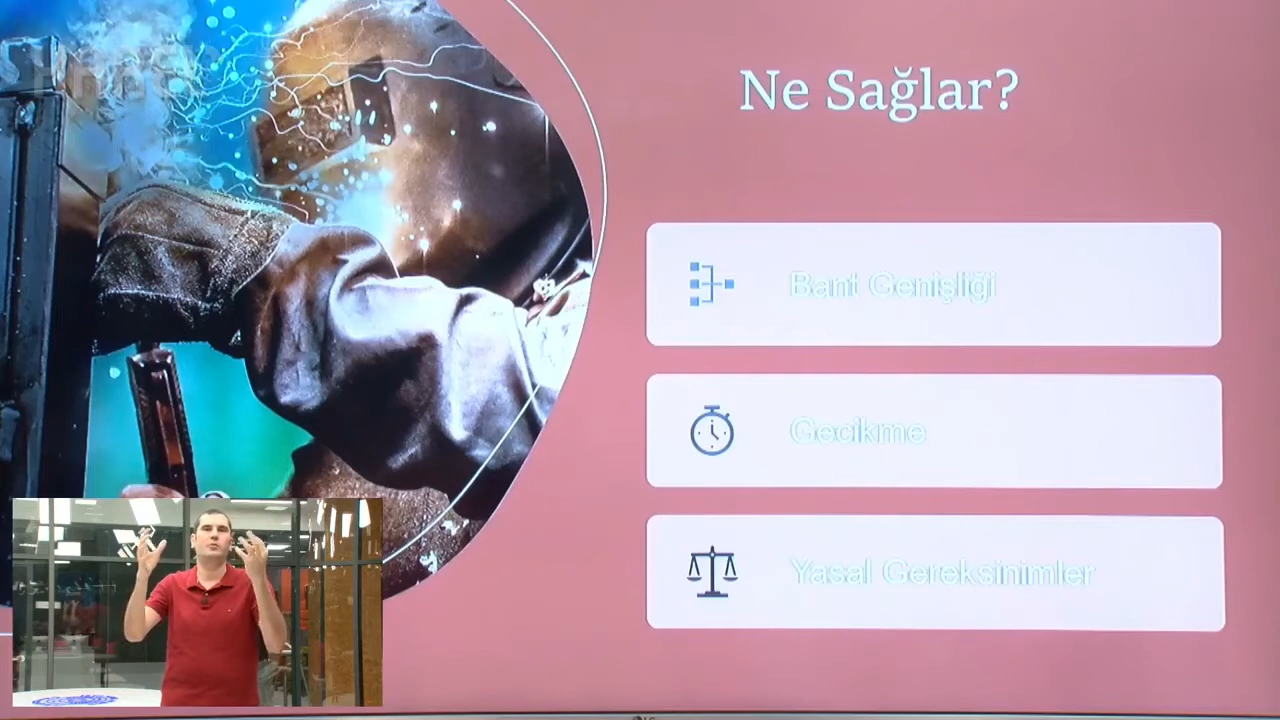 Ne Sağlar?
Bant Genişliği
Gecikme
Yasal Gereksinimler